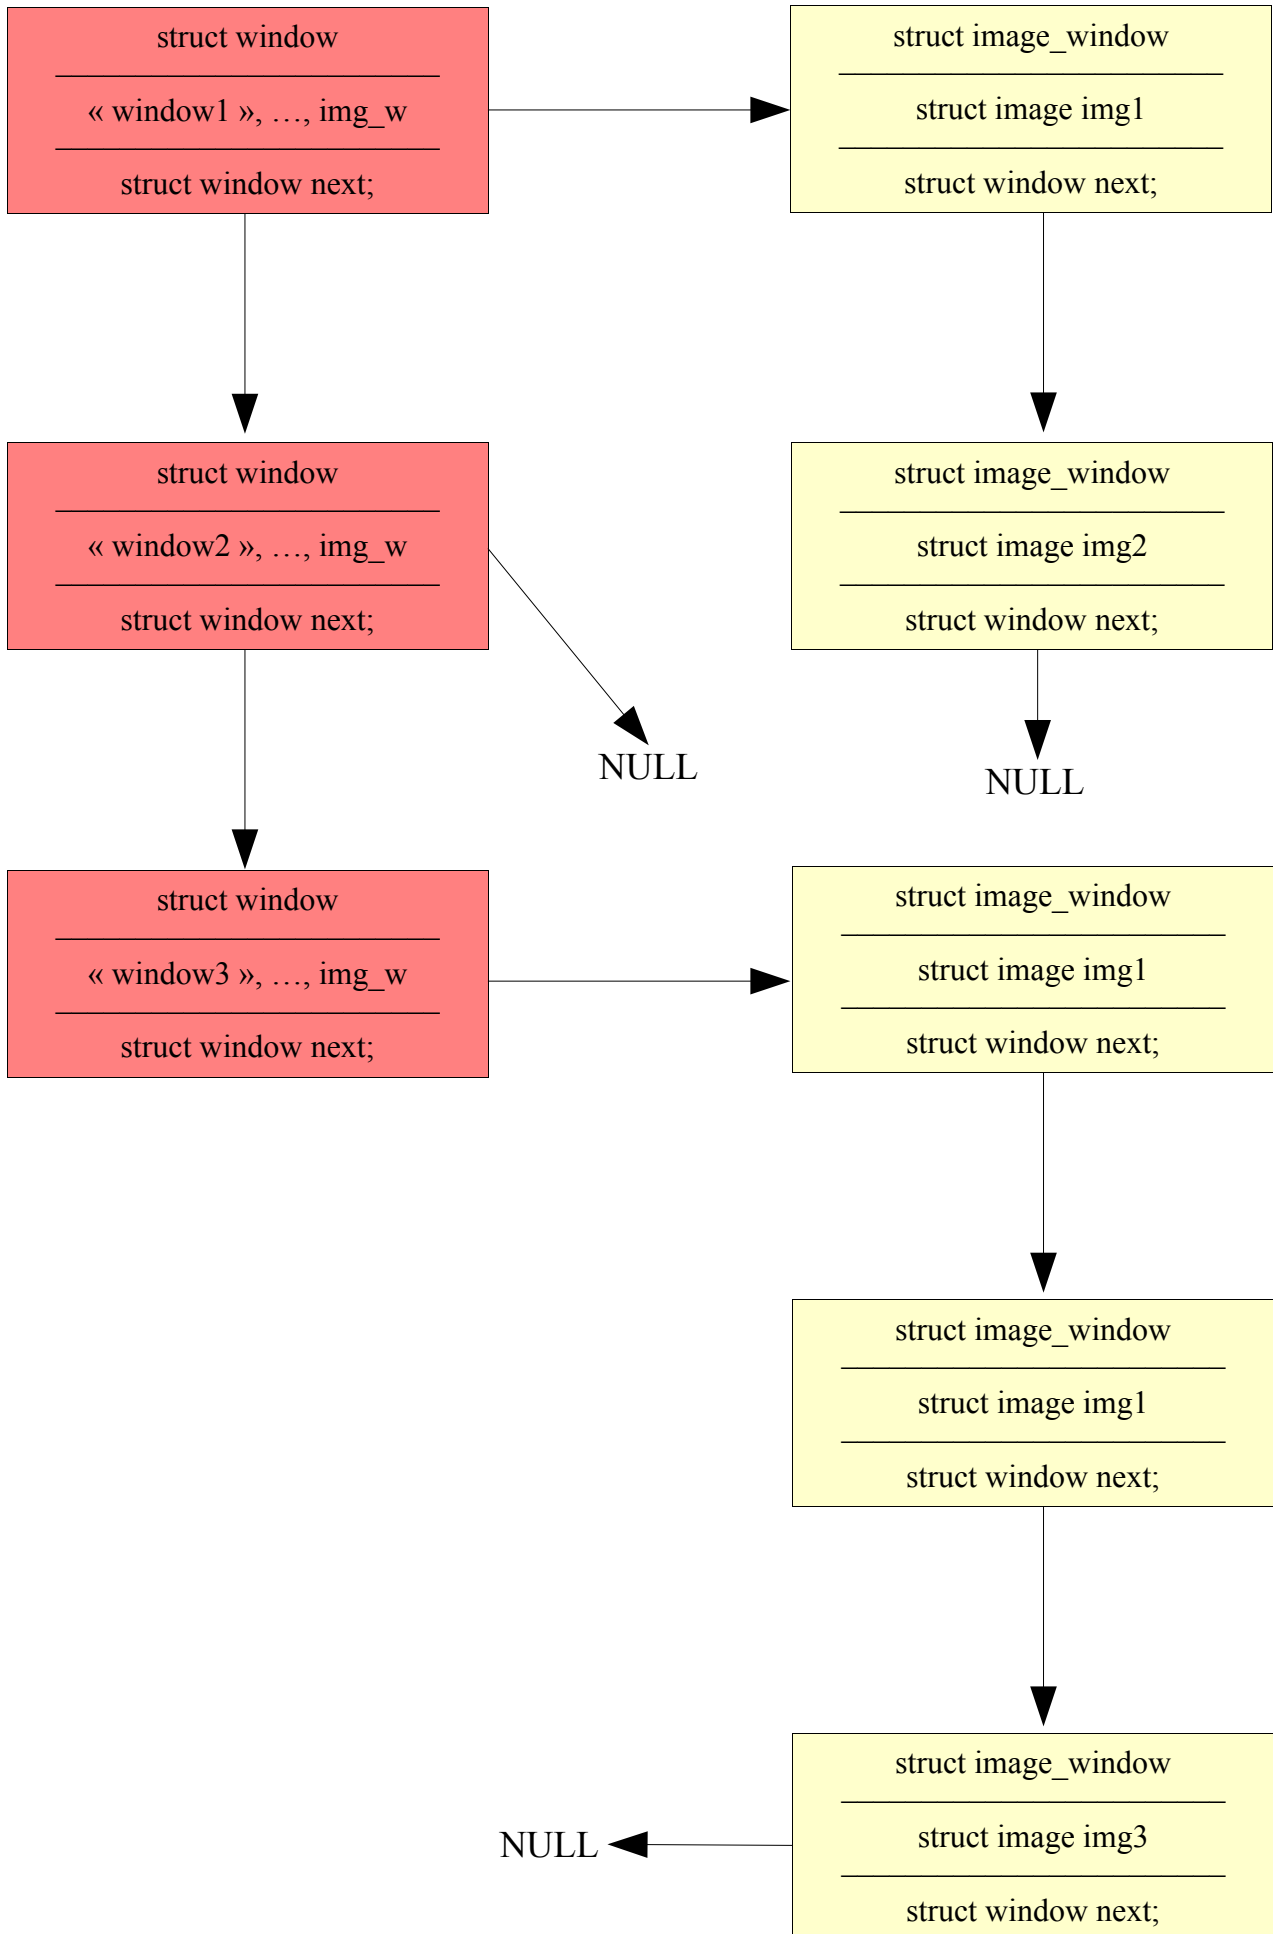 struct window
« window1 », …, img_w
struct window next;
struct image_window
struct image img1
struct window next;
struct window
« window2 », …, img_w
struct window next;
struct image_window
struct image img2
struct window next;
NULL
NULL
struct window
« window3 », …, img_w
struct window next;
struct image_window
struct image img1
struct window next;
struct image_window
struct image img1
struct window next;
struct image_window
struct image img3
struct window next;
NULL